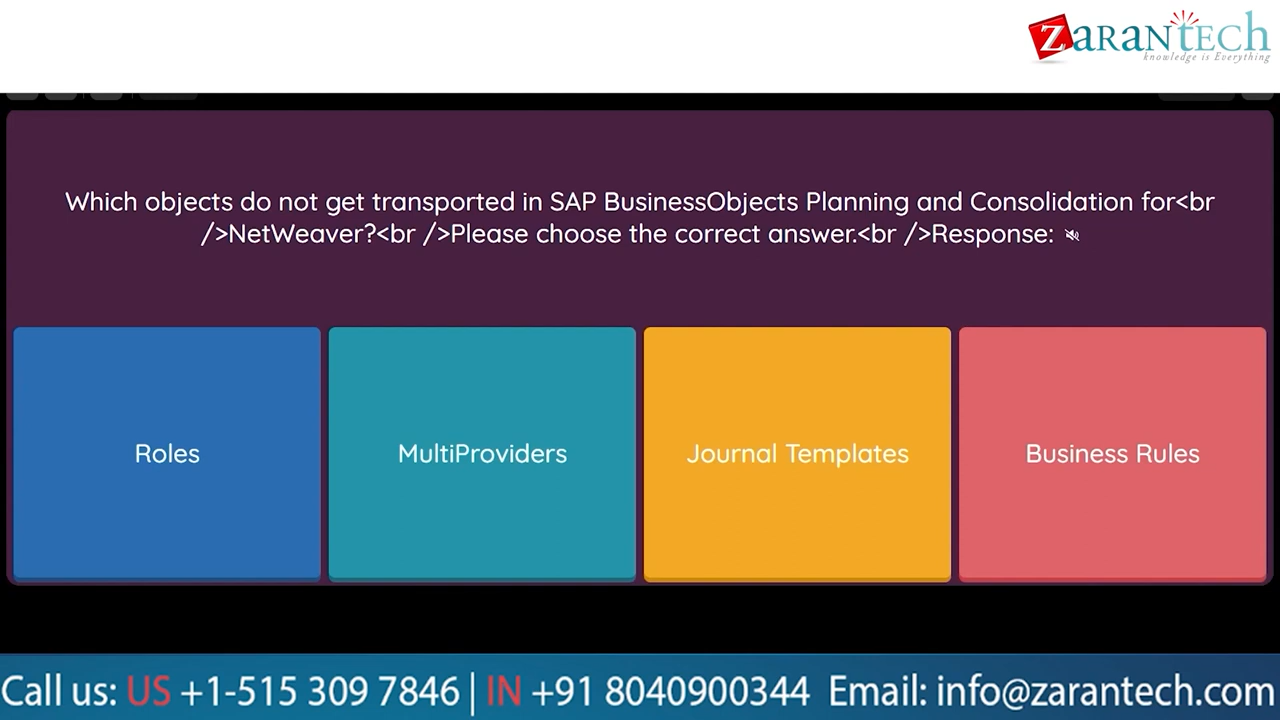 ZARANTECH
knowledge is Everything
Which objects do not get transported in SAP BusinessObjects Planning and Consolidation for<br
/>NetWeaver?<br />Please choose the correct answer.<br />Response:
Roles
MultiProviders
Journal Templates
Business Rules
Call us: US +1-515 309 7846 | IN +91 8040900344 Email: info@zarantech.com